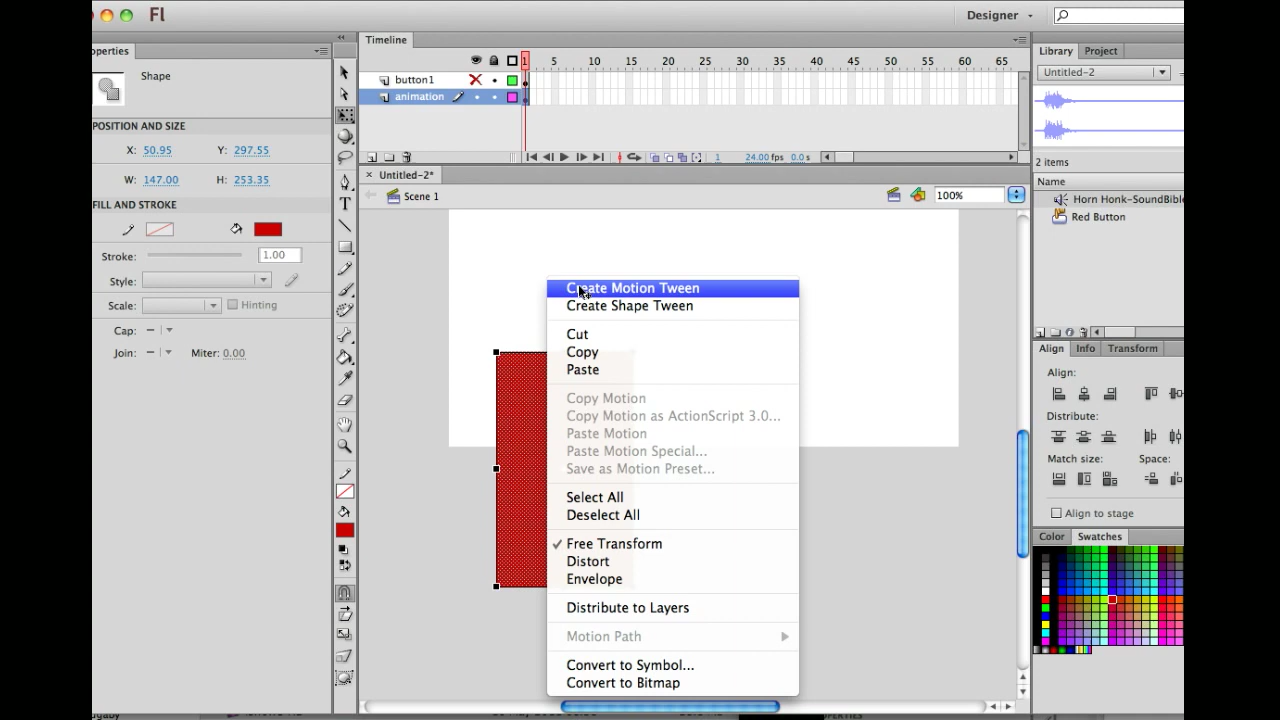 Fl
Designer
operties
Shape
POSITION AND SIZE
X: 50.95 Y: 297.55
W: 147.00 H: 253.35
FILL AND STROKE
Stroke: 1.00
Style:
Scale: Hinting
Cap:
Join: Miter: 0.00
Timeline
1 5 10 15 20 25 30 35 40 45 50 55 60 65
button1
animation
1 24.00 fps 0.0 s
Untitled-2*
Scene 1
100%
Create Motion Tween
Create Shape Tween
Cut
Copy
Paste
Copy Motion
Copy Motion as ActionScript 3.0...
Paste Motion
Paste Motion Special...
Save as Motion Preset...
Select All
Deselect All
Free Transform
Distort
Envelope
Distribute to Layers
Motion Path
Convert to Symbol...
Convert to Bitmap
Library Project
Untitled-2
2 items
Name
Horn Honk-SoundBible
Red Button
Align Info Transform
Align:
Distribute:
Match size: Space:
Align to stage
Color Swatches